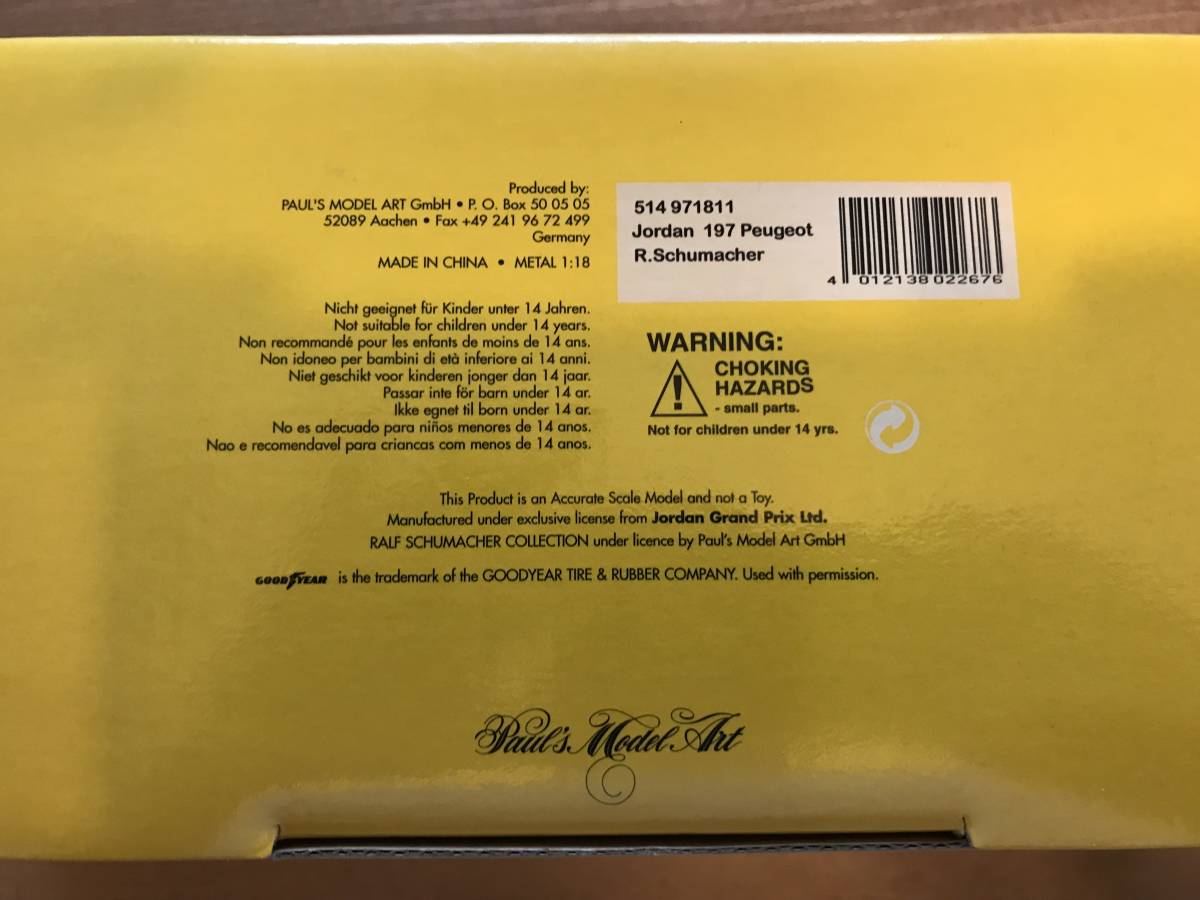 Produced by:
PAUL'S MODEL ART GmbH • P. O. Box 50 05 05
52089 Aachen • Fax +49 241 96 72 499
Germany
MADE IN CHINA • METAL 1:18
514 971811
Jordan 197 Peugeot
R.Schumacher
4 012138 022676
Nicht geeignet für Kinder unter 14 Jahren.
Not suitable for children under 14 years.
Non recommandé pour les enfants de moins de 14 ans.
Non idoneo per bambini di età inferiore ai 14 anni.
Niet geschikt voor kinderen jonger dan 14 jaar.
Passar inte för barn under 14 ar.
Ikke egnet til born under 14 ar.
No es adecuado para niños menores de 14 anos.
Nao e recomendavel para criancas com menos de 14 anos.
WARNING:
CHOKING
HAZARDS
- small parts.
Not for children under 14 yrs.
This Product is an Accurate Scale Model and not a Toy.
Manufactured under exclusive license from Jordan Grand Prix Ltd.
RALF SCHUMACHER COLLECTION under licence by Paul's Model Art GmbH
GOODYEAR is the trademark of the GOODYEAR TIRE & RUBBER COMPANY. Used with permission.
Paul's Model Art